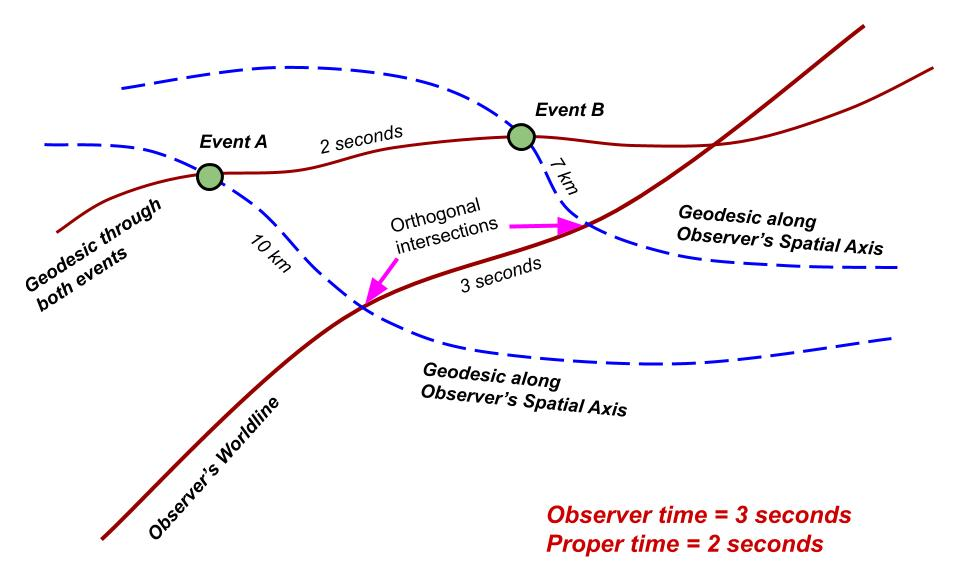 Event B
Event A
2 seconds
7 km
Geodesic through
both events
10 km
Orthogonal
intersections
3 seconds
Geodesic along
Observer's Spatial Axis
Geodesic along
Observer's Spatial Axis
Observer's Worldline
Observer time = 3 seconds
Proper time = 2 seconds